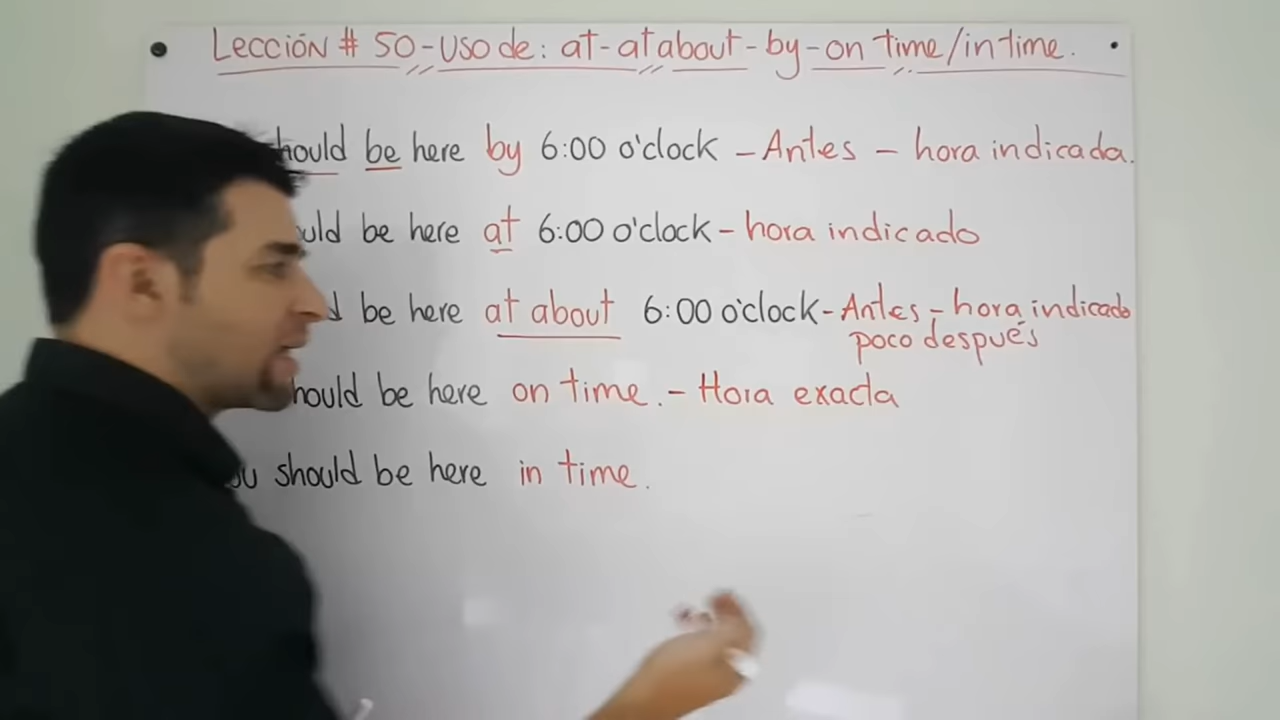 Lección # 50-Uso de: at-at about-by-on time/in time.
hould be here by 6:00 o'clock - Antes - hora indicada.
uld be here at 6:00 o'clock - hora indicado
d be here at about 6:00 o'clock - Antes - hora indicado
poco después
hould be here on time. - Hora exacta
ou should be here in time.